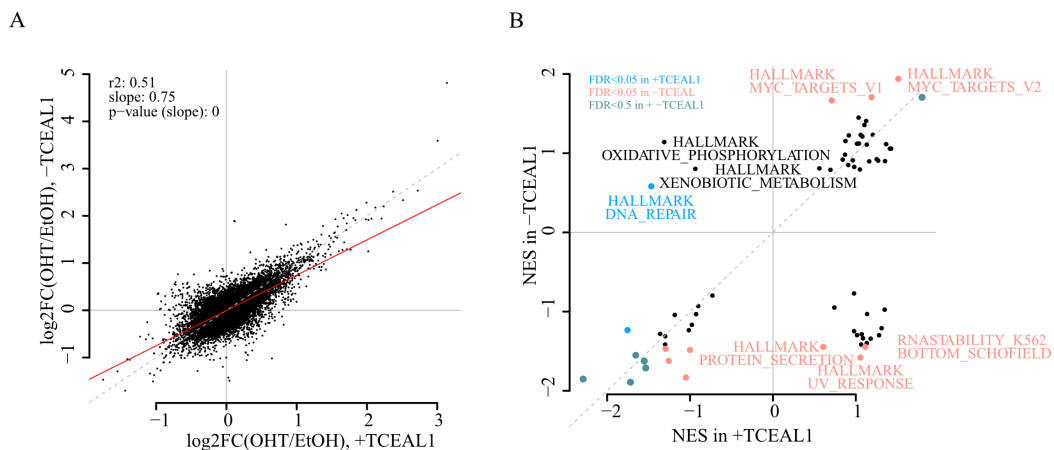 A
r2: 0.51
slope: 0.75
p−value (slope): 0
log2FC(OHT/EtOH), −TCEAL1
5
4
3
2
1
0
−1
−1
0
1
2
3
log2FC(OHT/EtOH), +TCEAL1
B
FDR<0.05 in +TCEAL1
FDR<0.05 in −TCEAL
FDR<0.5 in + −TCEAL1
HALLMARK
MYC_TARGETS_V1
HALLMARK
MYC_TARGETS_V2
HALLMARK
OXIDATIVE_PHOSPHORYLATION
HALLMARK
XENOBIOTIC_METABOLISM
HALLMARK
DNA_REPAIR
HALLMARK
PROTEIN_SECRETION
RNASTABILITY_K562
BOTTOM_SCHOFIELD
HALLMARK
UV_RESPONSE
NES in −TCEAL1
2
1
0
−1
−2
−2
−1
0
1
NES in +TCEAL1